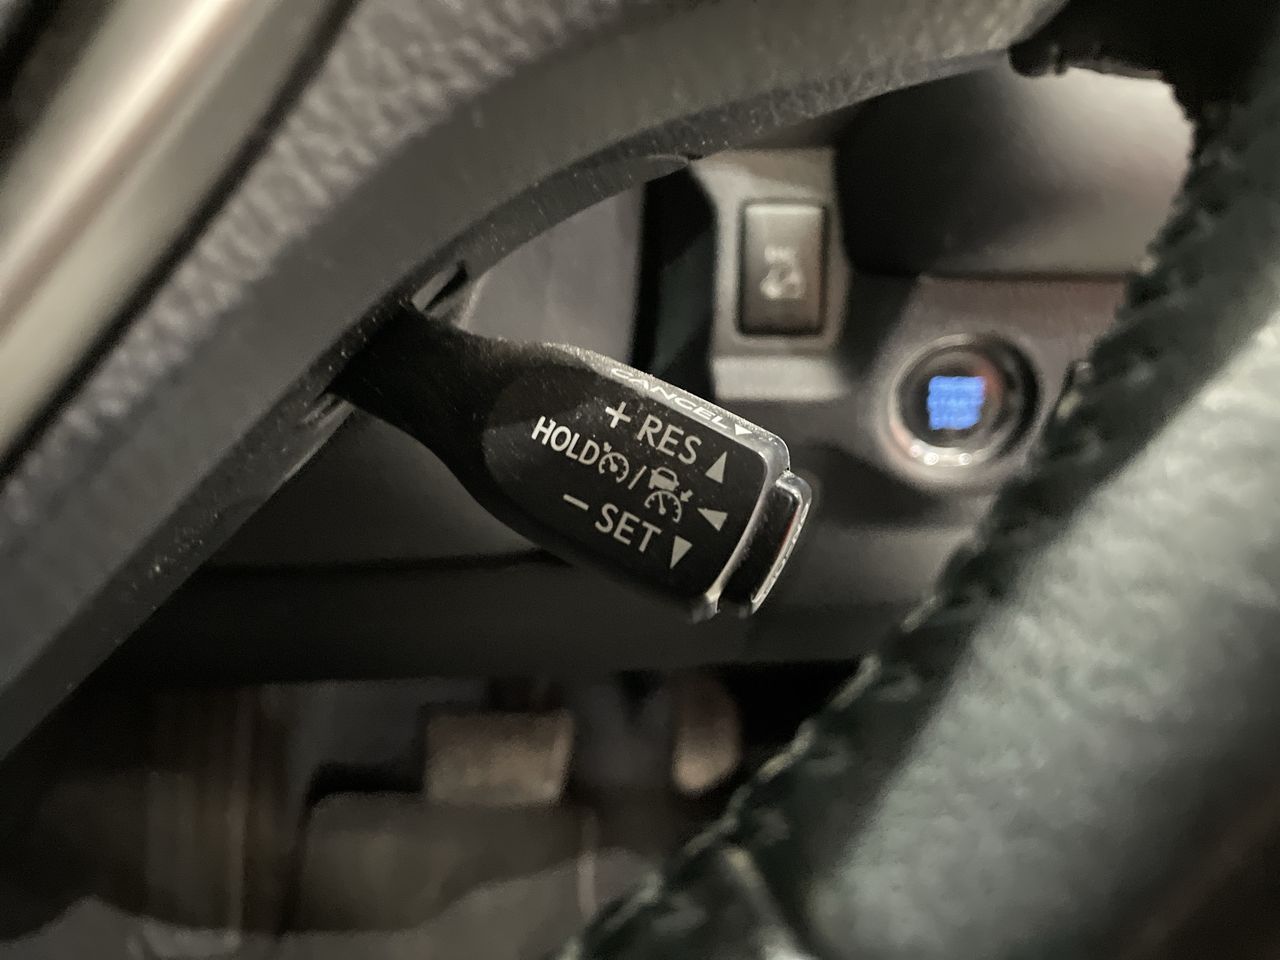 CANCEL
+ RES
HOLD /
− SET